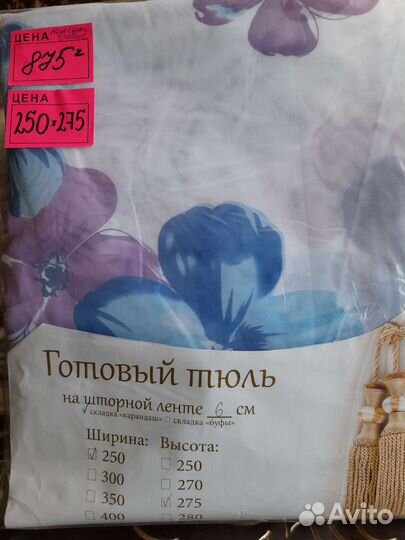 ЦЕНА
875 г
ЦЕНА
250×275
Готовый тюль
на шторной ленте 6 см
складка «карандаш» складка «буфы»
Ширина: Высота:
250 250
300 270
350 275
400 280
Avito